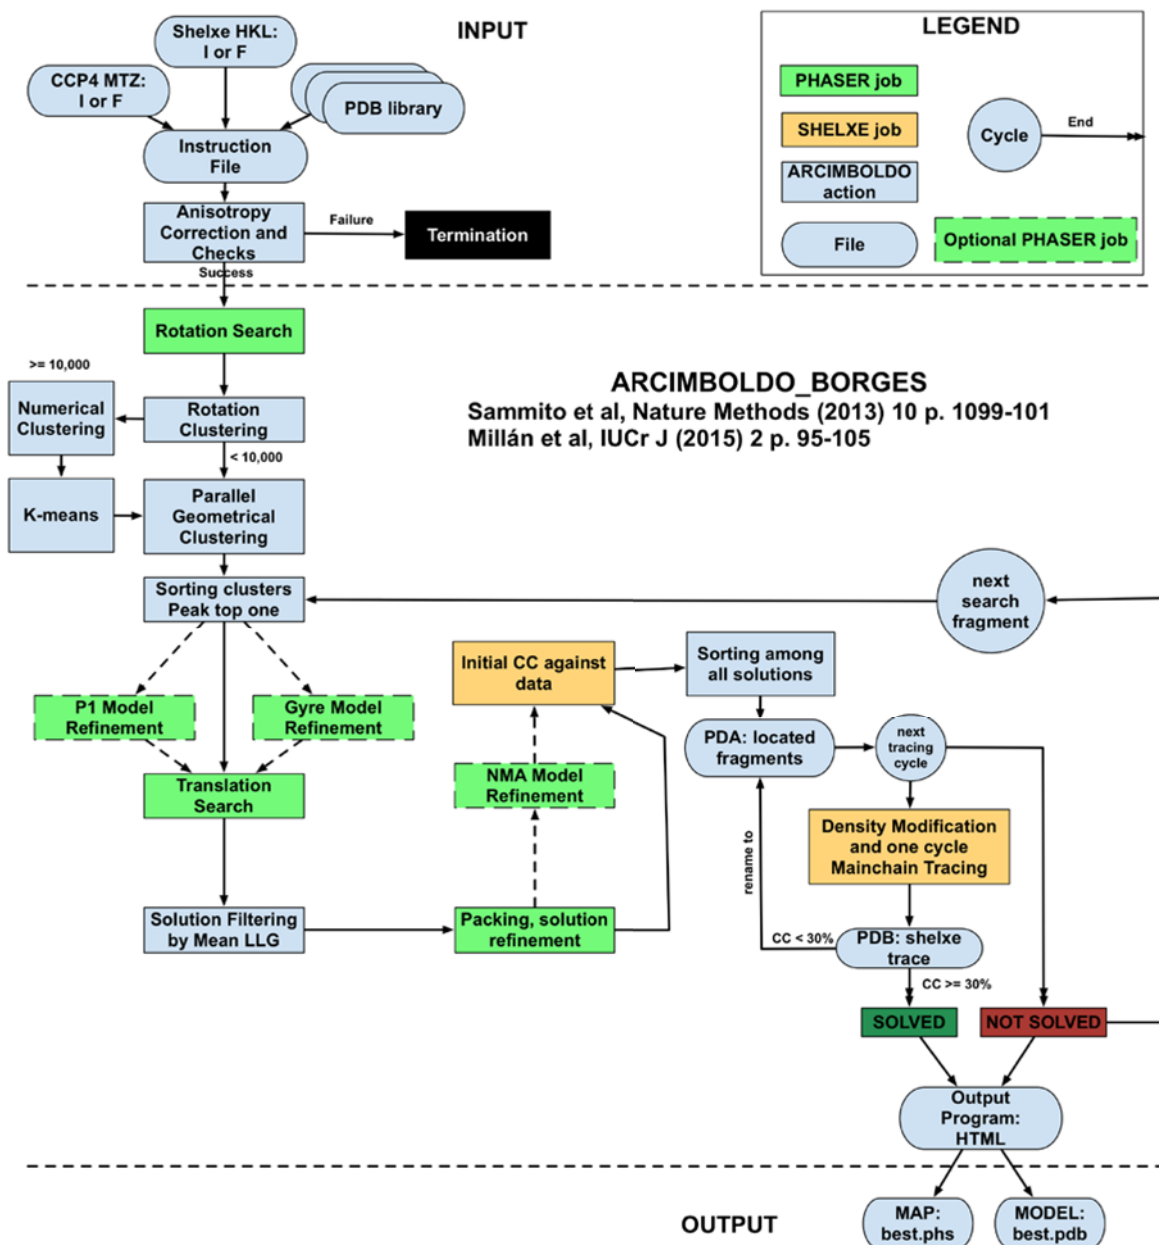 INPUT
Shelxe HKL:
I or F
CCP4 MTZ:
I or F
PDB library
Instruction
File
Anisotropy
Correction and
Checks
Failure
Termination
Success
LEGEND
PHASER job
SHELXE job
ARCIMBOLDO
action
File
Cycle
End
Optional PHASER job
Rotation Search
>= 10,000
Numerical
Clustering
Rotation
Clustering
< 10,000
K-means
Parallel
Geometrical
Clustering
ARCIMBOLDO_BORGES
Sammito et al, Nature Methods (2013) 10 p. 1099-101
Millán et al, IUCr J (2015) 2 p. 95-105
Sorting clusters
Peak top one
next
search
fragment
P1 Model
Refinement
Gyre Model
Refinement
Translation
Search
Solution Filtering
by Mean LLG
Initial CC against
data
NMA Model
Refinement
Packing, solution
refinement
Sorting among
all solutions
PDA: located
fragments
next
tracing
cycle
Density Modification
and one cycle
Mainchain Tracing
rename to
CC < 30%
PDB: shelxe
trace
CC >= 30%
SOLVED
NOT SOLVED
Output
Program:
HTML
OUTPUT
MAP:
best.phs
MODEL:
best.pdb